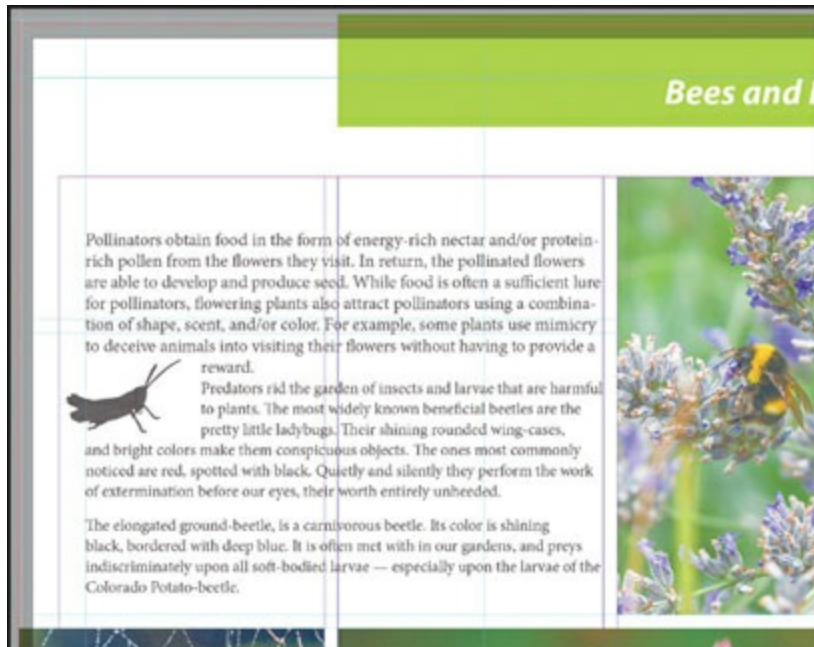 Bees and
Pollinators obtain food in the form of energy-rich nectar and/or protein-
rich pollen from the flowers they visit. In return, the pollinated flowers
are able to develop and produce seed. While food is often a sufficient lure
for pollinators, flowering plants also attract pollinators using a combina-
tion of shape, scent, and/or color. For example, some plants use mimicry
to deceive animals into visiting their flowers without having to provide a
reward.
Predators rid the garden of insects and larvae that are harmful
to plants. The most widely known beneficial beetles are the
pretty little ladybugs. Their shining rounded wing-cases,
and bright colors make them conspicuous objects. The ones most commonly
noticed are red, spotted with black. Quietly and silently they perform the work
of extermination before our eyes, their worth entirely unheeded.
The elongated ground-beetle, is a carnivorous beetle. Its color is shining
black, bordered with deep blue. It is often met with in our gardens, and preys
indiscriminately upon all soft-bodied larvae — especially upon the larvae of the
Colorado Potato-beetle.